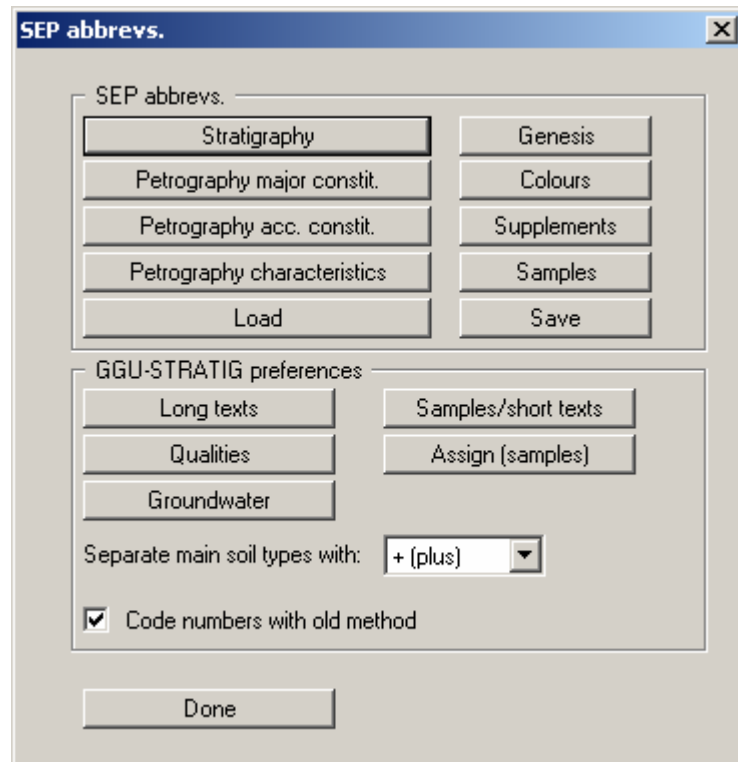 SEP abbrevs.
SEP abbrevs.
Stratigraphy Genesis
Petrography major constit. Colours
Petrography acc. constit. Supplements
Petrography characteristics Samples
Load Save
GGU-STRATIG preferences
Long texts Samples/short texts
Qualities Assign (samples)
Groundwater
Separate main soil types with: + (plus)
Code numbers with old method
Done